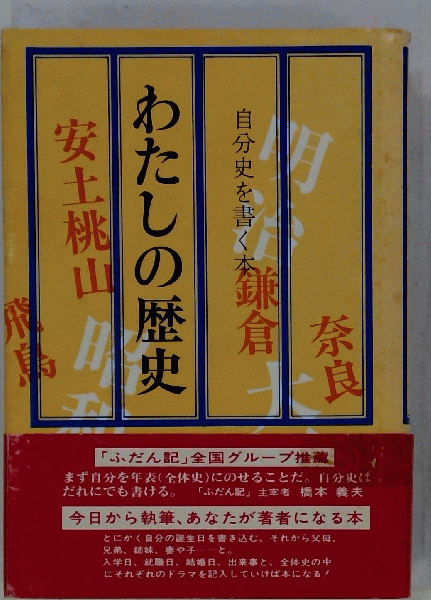 自分史を書く本
わたしの歴史
明治
大
鎌倉
奈良
安土桃山
昭和
飛鳥
「ふだん記」全国グループ推薦
まず自分を年表(全体史)にのせることだ。自分史は
だれにでも書ける。 「ふだん記」主宰者 橋本 義夫
今日から執筆、あなたが著者になる本
とにかく自分の誕生日を書き込む、それから父母、
兄弟、姉妹、妻や子……と。
入学日、就職日、結婚日、出来事と、全体史の中
にそれぞれのドラマを記入していけば本になる!